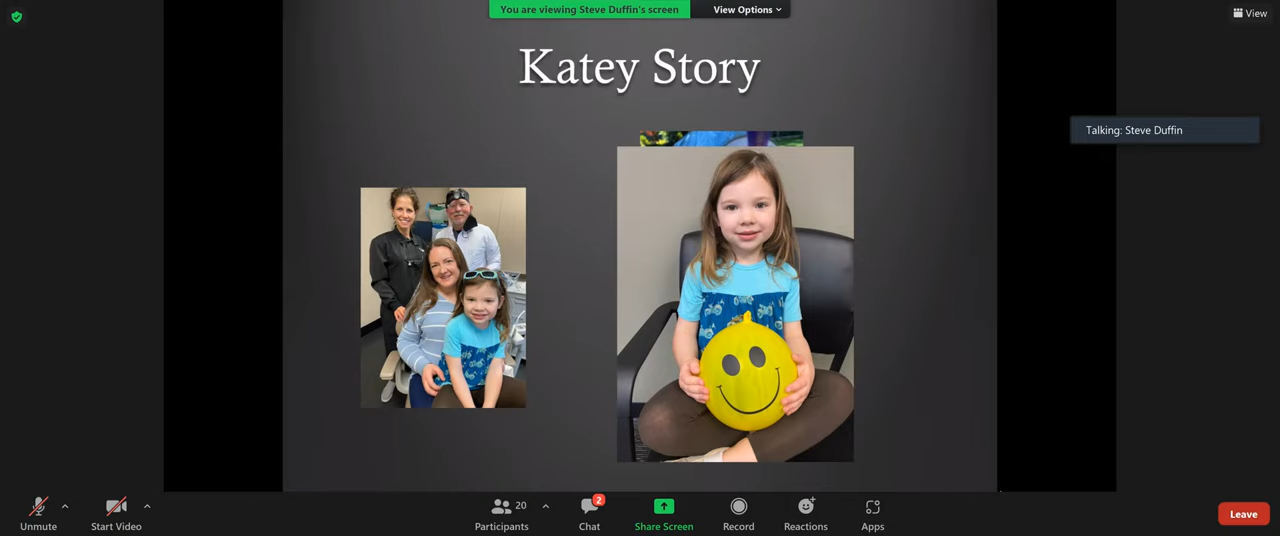 You are viewing Steve Duffin's screen
View Options
View
Katey Story
Talking: Steve Duffin
Unmute
Start Video
20
Participants
2
Chat
Share Screen
Record
Reactions
Apps
Leave